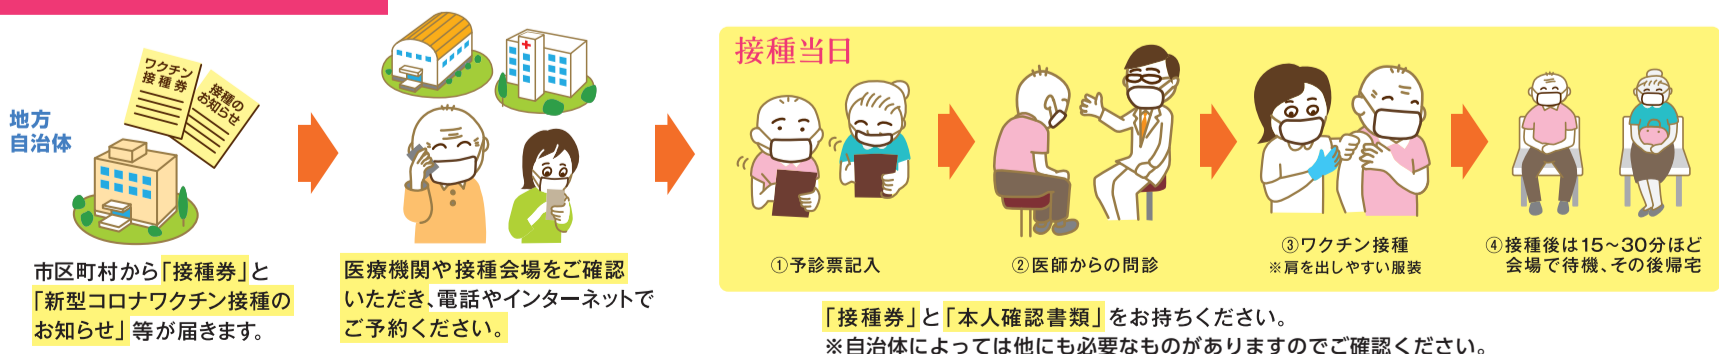 ワクチン
接種券
接種の
お知らせ
地方
自治体
市区町村から「接種券」と
「新型コロナワクチン接種の
お知らせ」等が届きます。
医療機関や接種会場をご確認
いただき、電話やインターネットで
ご予約ください。
接種当日
①予診票記入
②医師からの問診
③ワクチン接種
※肩を出しやすい服装
④接種後は15～30分ほど
会場で待機、その後帰宅
「接種券」と「本人確認書類」をお持ちください。
※自治体によっては他にも必要なものがありますのでご確認ください。